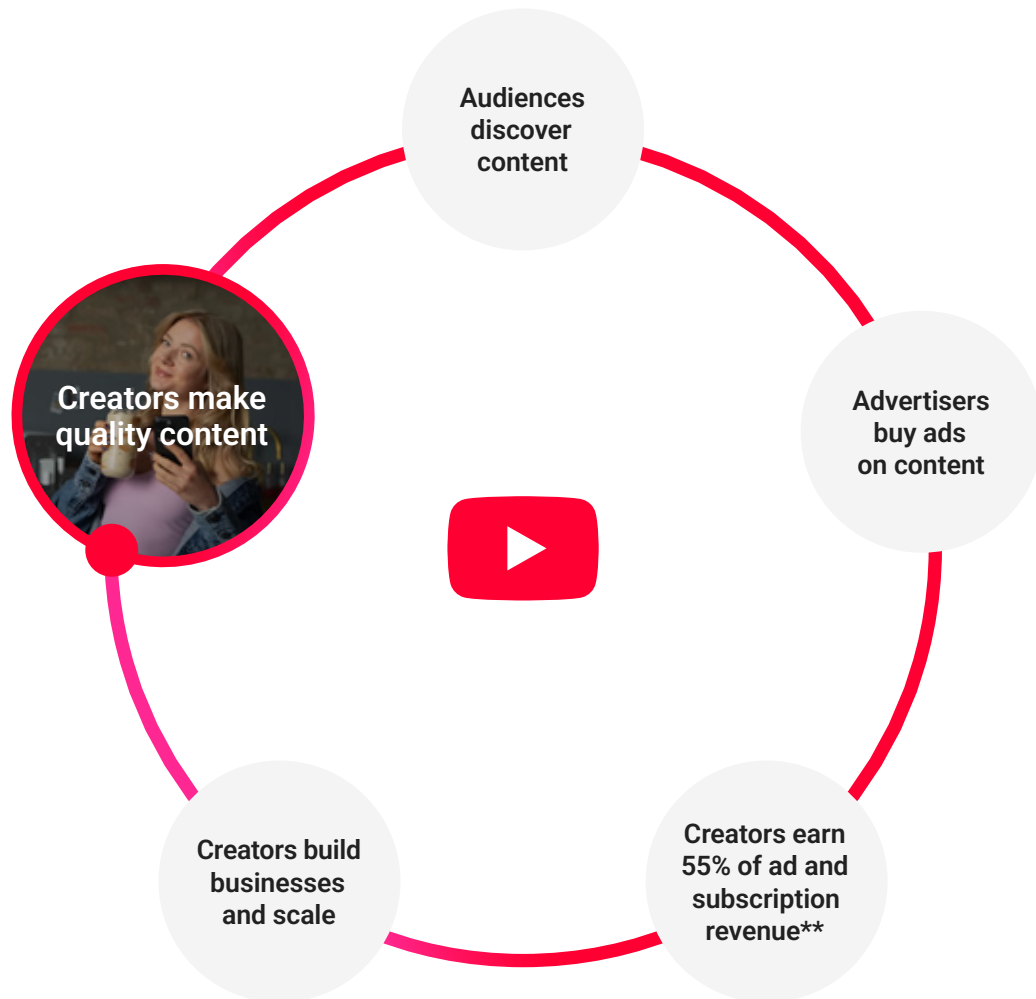 Audiences
discover
content
Advertisers
buy ads
on content
Creators earn
55% of ad and
subscription
revenue**
Creators build
businesses
and scale
Creators make
quality content